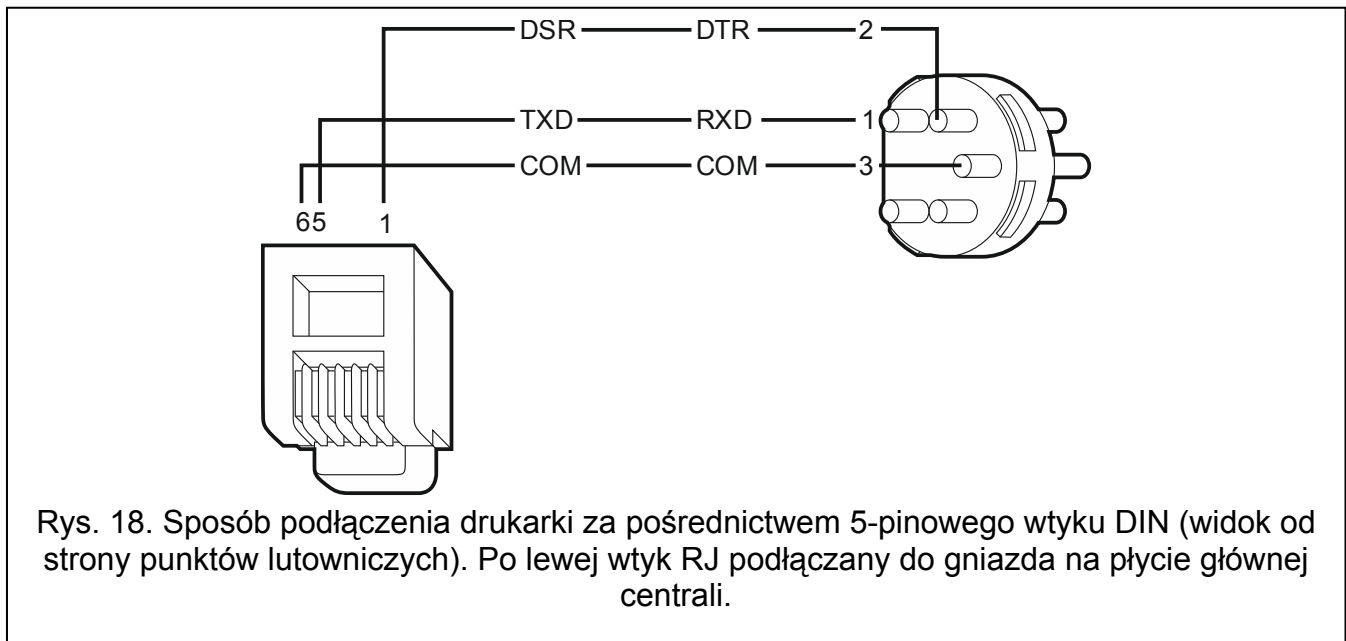 DSR DTR 2
TXD RXD 1
COM COM 3
65 1
Rys. 18. Sposób podłączenia drukarki za pośrednictwem 5-pinowego wtyku DIN (widok od
strony punktów lutowniczych). Po lewej wtyk RJ podłączany do gniazda na płycie głównej
centrali.